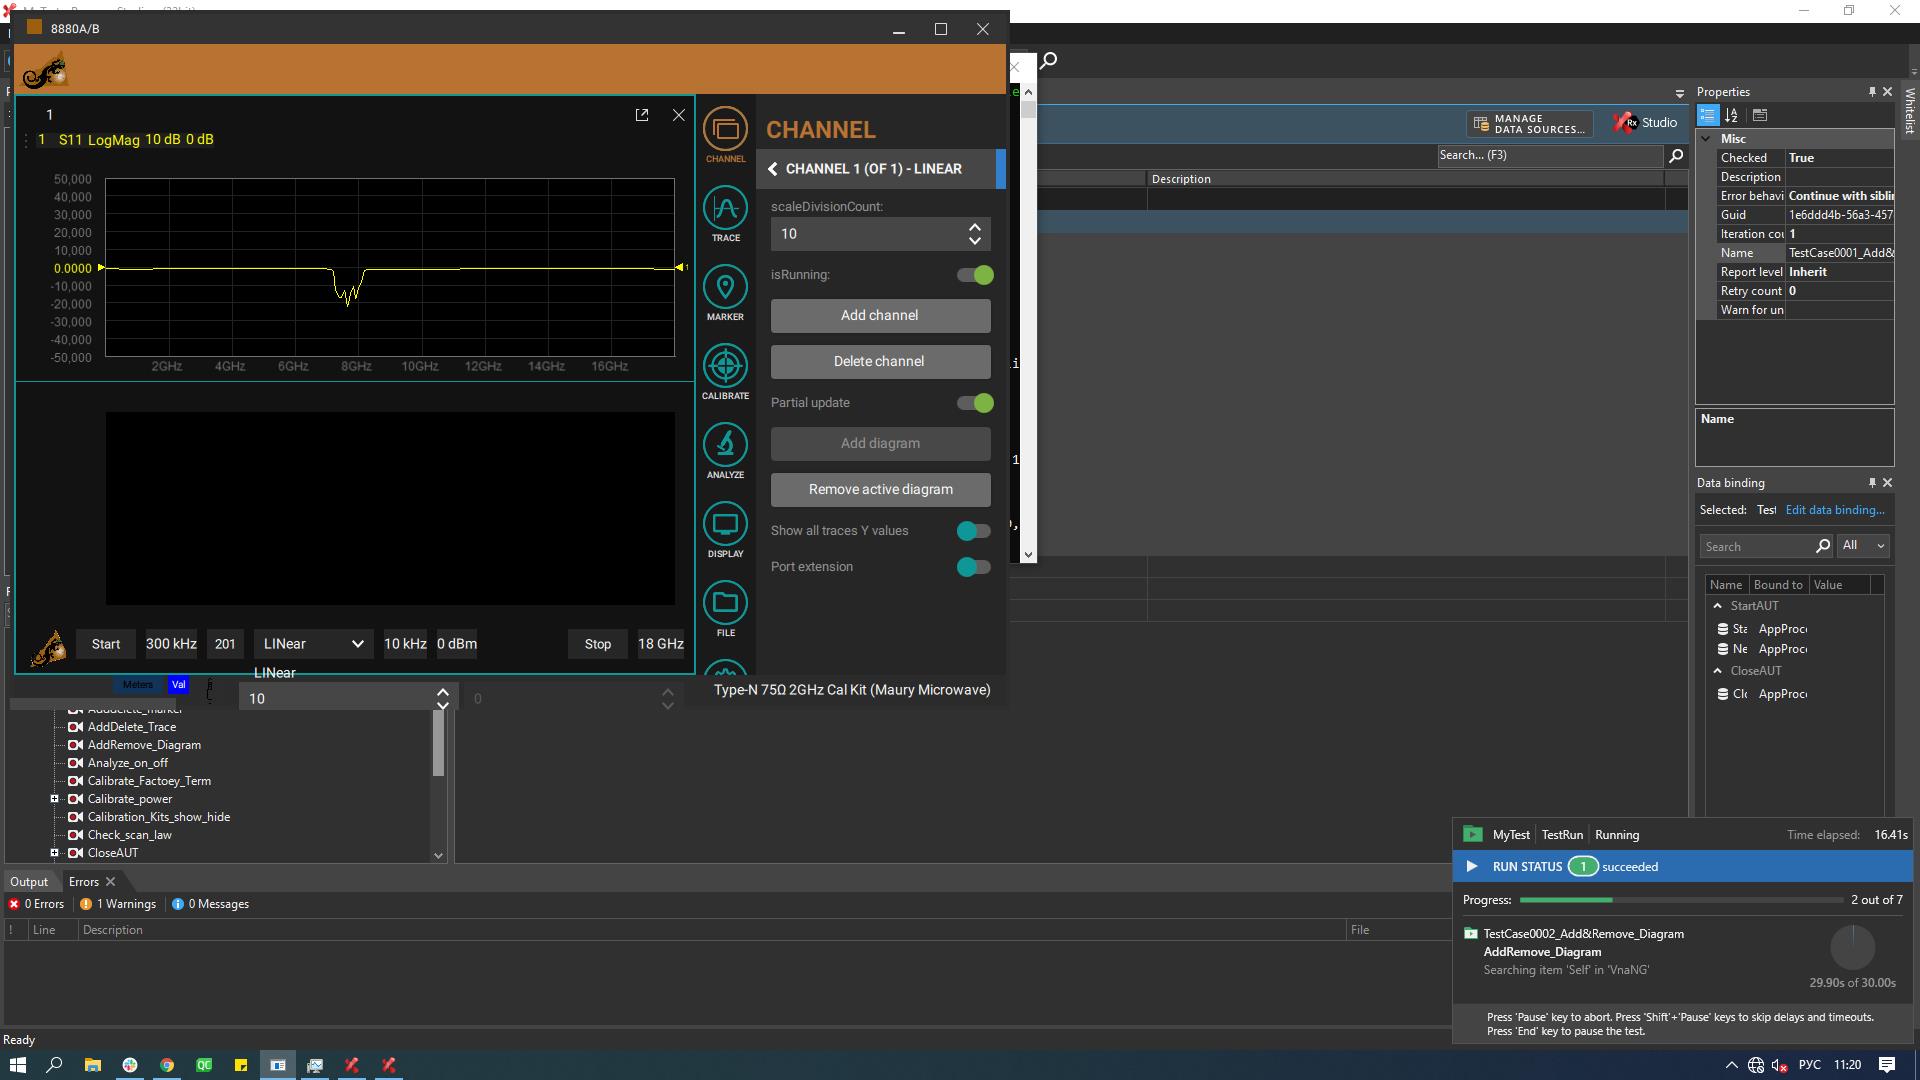 8880A/B
1
1 S11 LogMag 10 dB 0 dB
50,000
40,000
30,000
20,000
10,000
0.0000
-10,000
-20,000
-30,000
-40,000
-50,000
1
2GHz 4GHz 6GHz 8GHz 10GHz 12GHz 14GHz 16GHz
Start 300 kHz 201 LINear 10 kHz 0 dBm Stop 18 GHz
LINear
Meters Val
10
0
Type-N 75Ω 2GHz Cal Kit (Maury Microwave)
CHANNEL
TRACE
MARKER
CALIBRATE
ANALYZE
DISPLAY
FILE
CHANNEL
CHANNEL 1 (OF 1) - LINEAR
scaleDivisionCount:
10
isRunning:
Add channel
Delete channel
Partial update
Add diagram
Remove active diagram
Show all traces Y values
Port extension
MANAGE
DATA SOURCES...
Rx Studio
Search... (F3)
Description
Properties
Whitelist
Misc
Checked True
Description
Error behavi Continue with siblin
Guid 1e6ddd4b-56a3-457
Iteration cou 1
Name TestCase0001_Add&
Report level Inherit
Retry count 0
Warn for un
Name
Data binding
Selected: Test Edit data binding...
Search All
Name Bound to Value
StartAUT
Sta AppProce
Ne AppProce
CloseAUT
Clc AppProce
AddDelete_Trace
AddRemove_Diagram
Analyze_on_off
Calibrate_Factoey_Term
Calibrate_power
Calibration_Kits_show_hide
Check_scan_law
CloseAUT
Output Errors
0 Errors 1 Warnings 0 Messages
! Line Description File
Ready
MyTest TestRun Running Time elapsed: 16.41s
RUN STATUS 1 succeeded
Progress: 2 out of 7
TestCase0002_Add&Remove_Diagram
AddRemove_Diagram
Searching item 'Self' in 'VnaNG'
29.90s of 30.00s
Press 'Pause' key to abort. Press 'Shift'+'Pause' keys to skip delays and timeouts.
Press 'End' key to pause the test.
QC
РУС 11:20